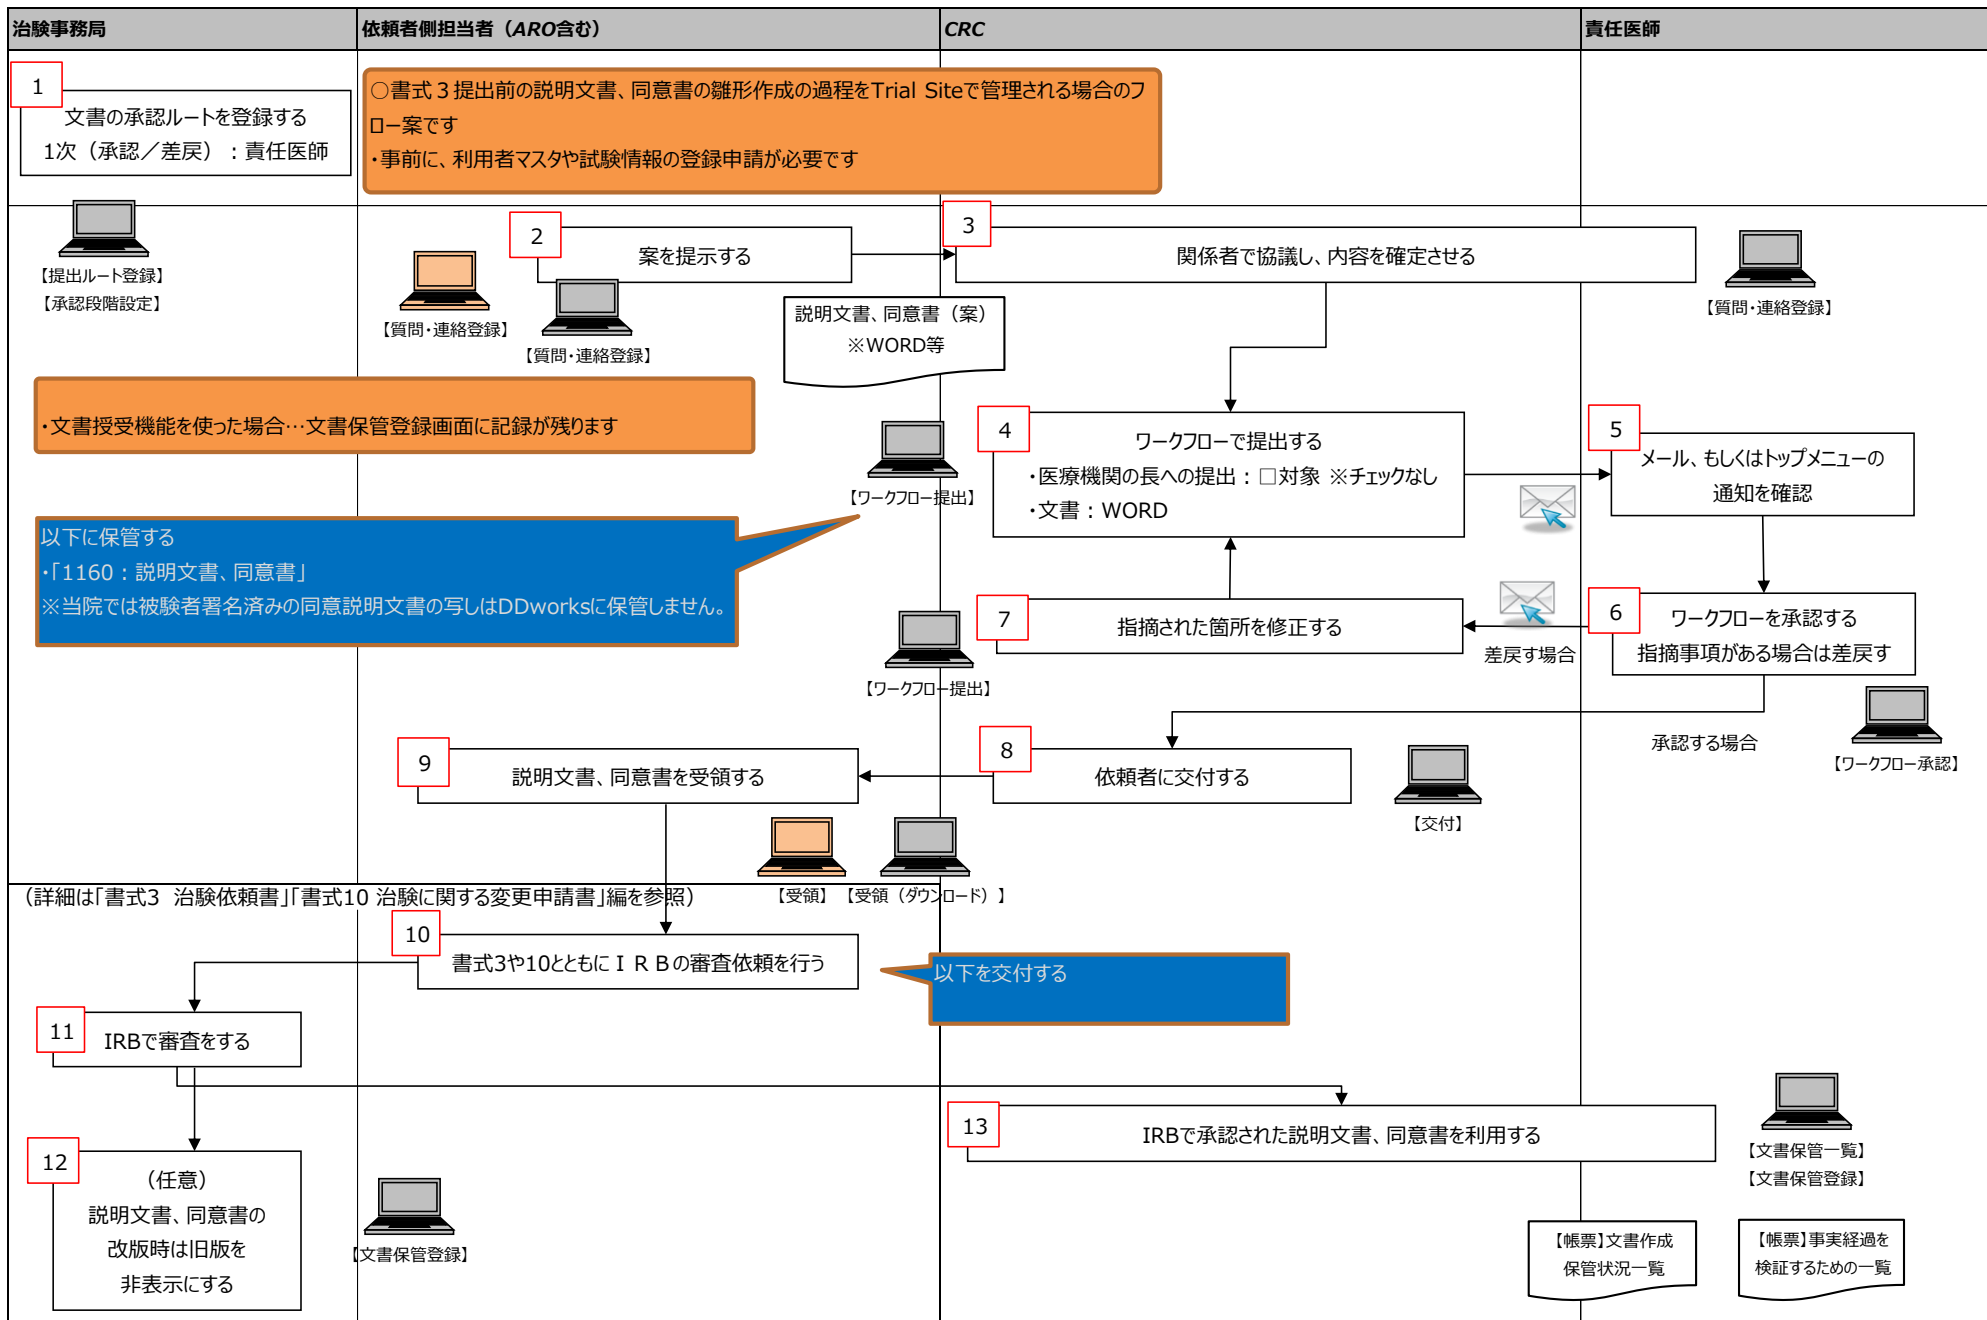 治験事務局
依頼者側担当者（ARO含む）
CRC
責任医師
1
文書の承認ルートを登録する
1次（承認／差戻）：責任医師
○書式３提出前の説明文書、同意書の雛形作成の過程をTrial Siteで管理される場合のフ
ロー案です
・事前に、利用者マスタや試験情報の登録申請が必要です
【提出ルート登録】
【承認段階設定】
2
案を提示する
【質問・連絡登録】
【質問・連絡登録】
3
関係者で協議し、内容を確定させる
【質問・連絡登録】
説明文書、同意書（案）
※WORD等
・文書授受機能を使った場合…文書保管登録画面に記録が残ります
4
ワークフローで提出する
・医療機関の長への提出：□対象 ※チェックなし
・文書：WORD
【ワークフロー提出】
5
メール、もしくはトップメニューの
通知を確認
以下に保管する
・「1160：説明文書、同意書」
※当院では被験者署名済みの同意説明文書の写しはDDworksに保管しません。
6
ワークフローを承認する
指摘事項がある場合は差戻す
差戻す場合
7
指摘された箇所を修正する
【ワークフロー提出】
承認する場合
【ワークフロー承認】
8
依頼者に交付する
【交付】
9
説明文書、同意書を受領する
【受領】
【受領（ダウンロード）】
（詳細は「書式3　治験依頼書」「書式10 治験に関する変更申請書」編を参照）
10
書式3や10とともにＩＲＢの審査依頼を行う
以下を交付する
11
IRBで審査をする
13
IRBで承認された説明文書、同意書を利用する
【文書保管一覧】
【文書保管登録】
12
（任意）
説明文書、同意書の
改版時は旧版を
非表示にする
【文書保管登録】
【帳票】文書作成
保管状況一覧
【帳票】事実経過を
検証するための一覧